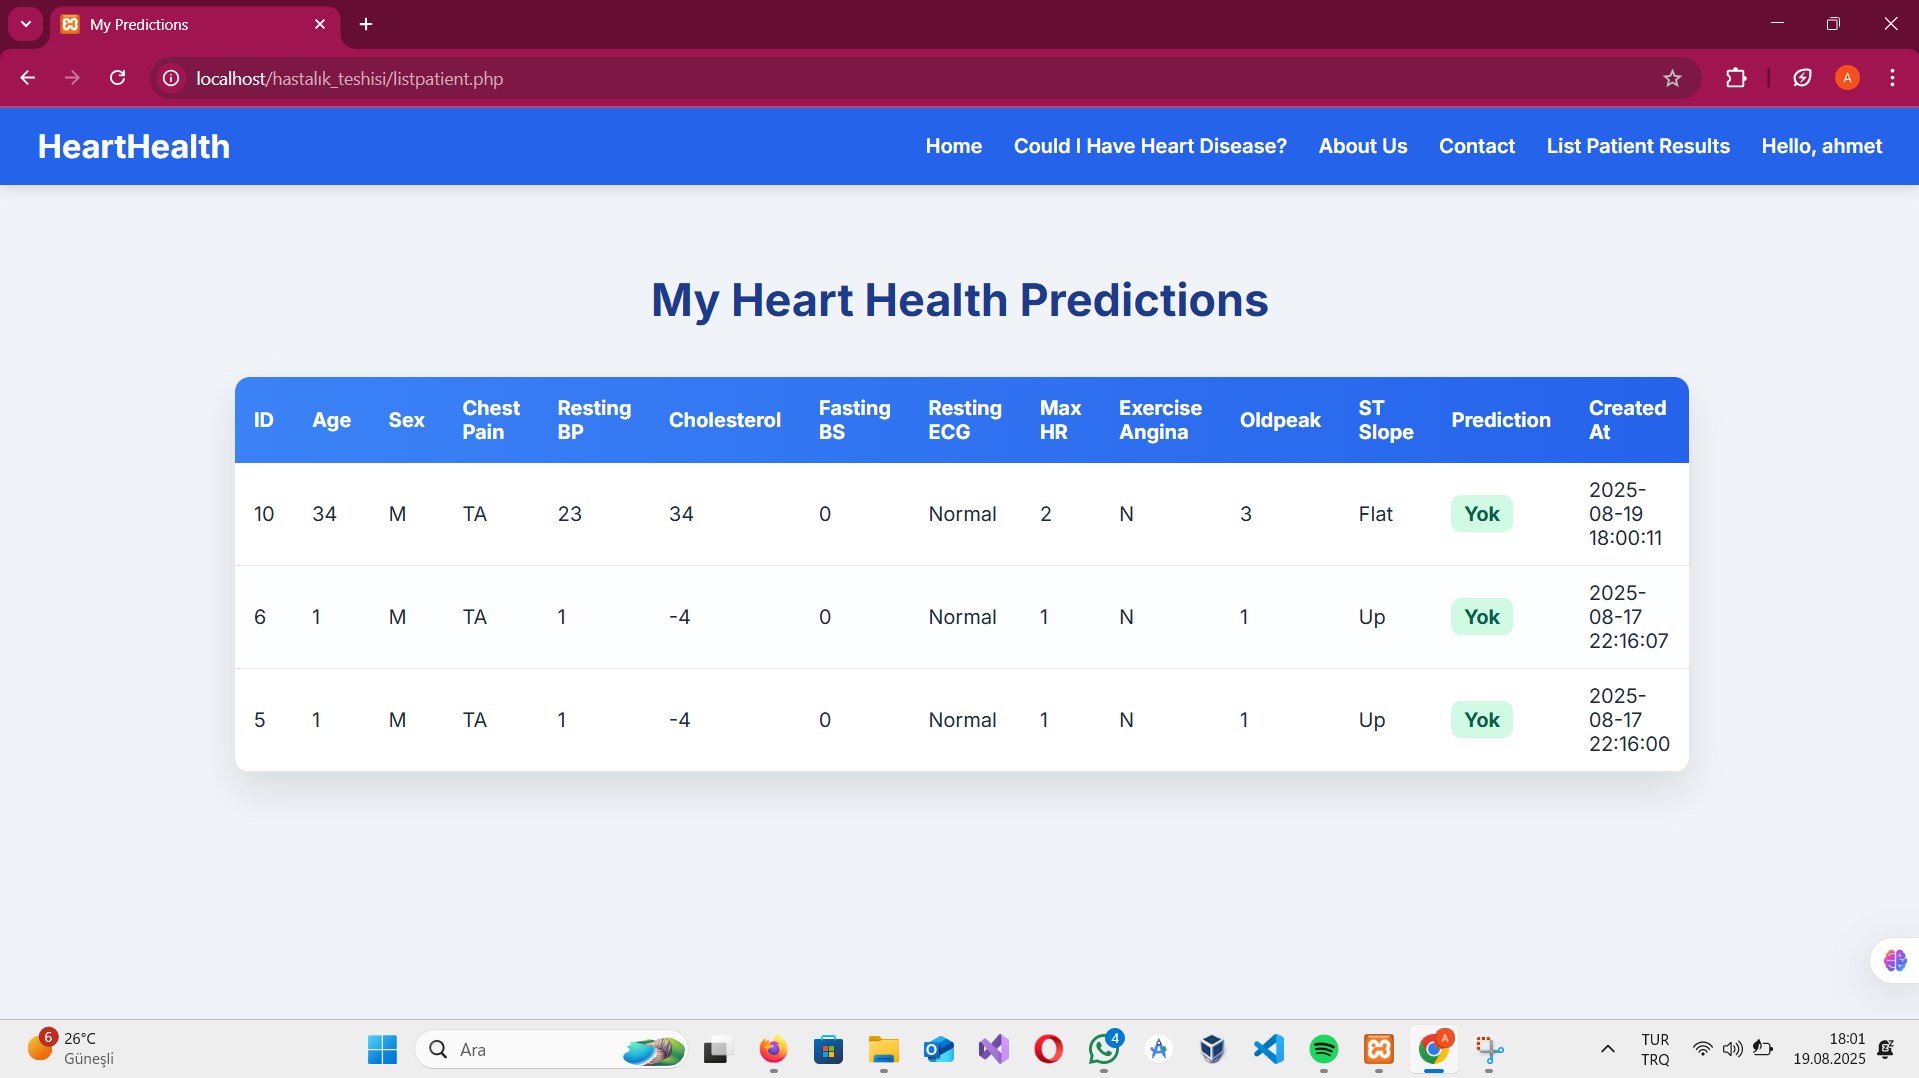 My Predictions
localhost/hastalık_teshisi/listpatient.php
A
HeartHealth
Home Could I Have Heart Disease? About Us Contact List Patient Results Hello, ahmet
My Heart Health Predictions
ID Age Sex Chest Pain Resting BP Cholesterol Fasting BS Resting ECG Max HR Exercise Angina Oldpeak ST Slope Prediction Created At
10 34 M TA 23 34 0 Normal 2 N 3 Flat Yok 2025-08-19 18:00:11
6 1 M TA 1 -4 0 Normal 1 N 1 Up Yok 2025-08-17 22:16:07
5 1 M TA 1 -4 0 Normal 1 N 1 Up Yok 2025-08-17 22:16:00
6 26°C
Güneşli
Ara
4
A
TUR
TRQ
18:01
19.08.2025